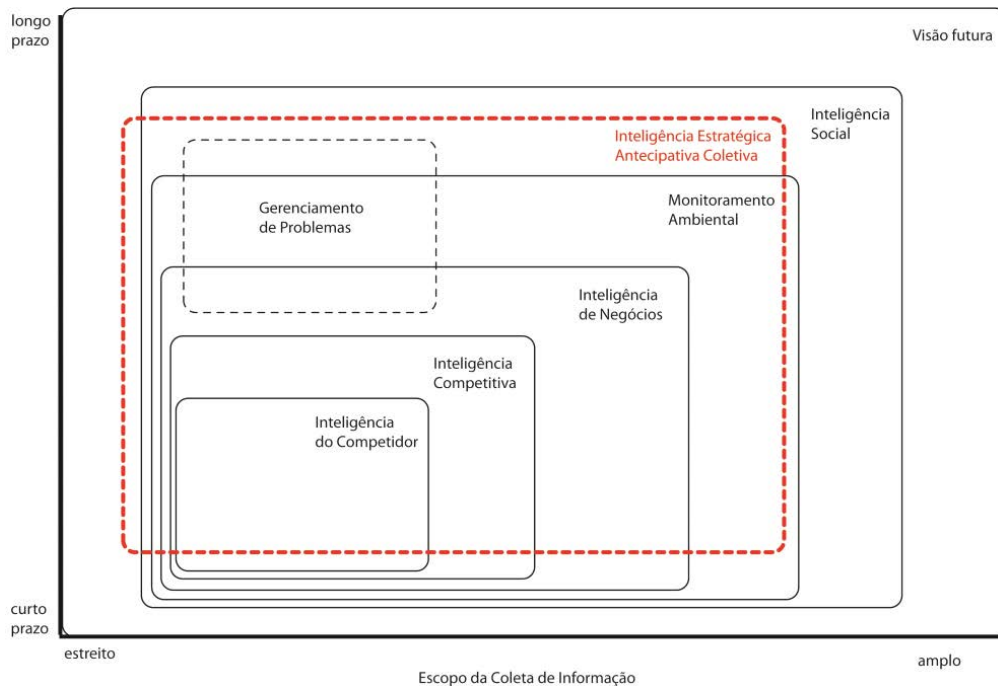 longo
prazo
Visão futura
Inteligência
Social
Inteligência Estratégica
Antecipativa Coletiva
Monitoramento
Ambiental
Gerenciamento
de Problemas
Inteligência
de Negócios
Inteligência
Competitiva
Inteligência
do Competidor
curto
prazo
estreito
amplo
Escopo da Coleta de Informação